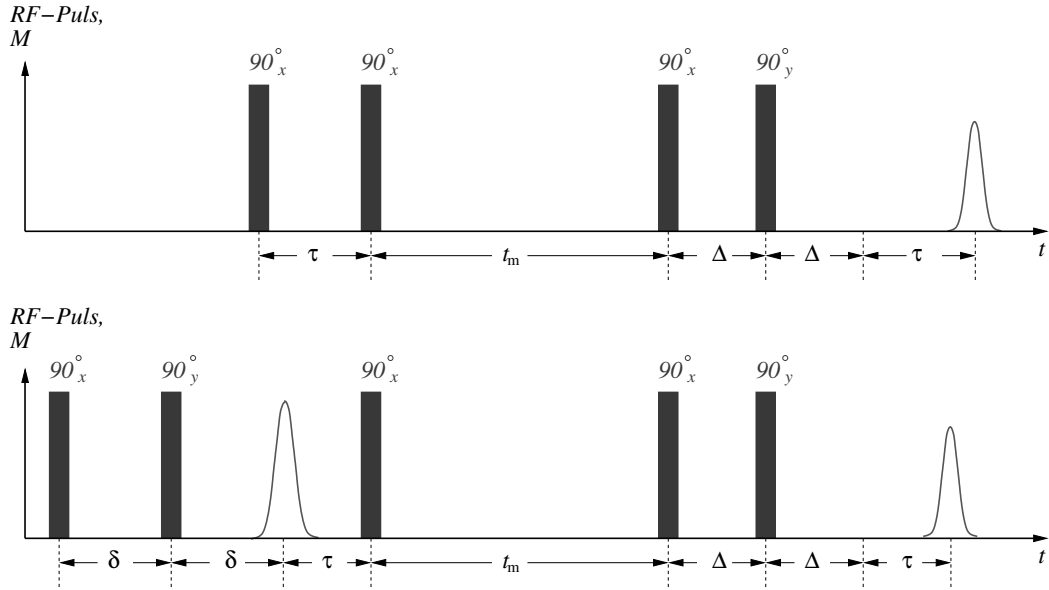 RF−Puls,
M
90°x 90°x 90°x 90°y
τ tm Δ Δ τ t
RF−Puls,
M
90°x 90°y 90°x 90°x 90°y
δ δ τ tm Δ Δ τ t